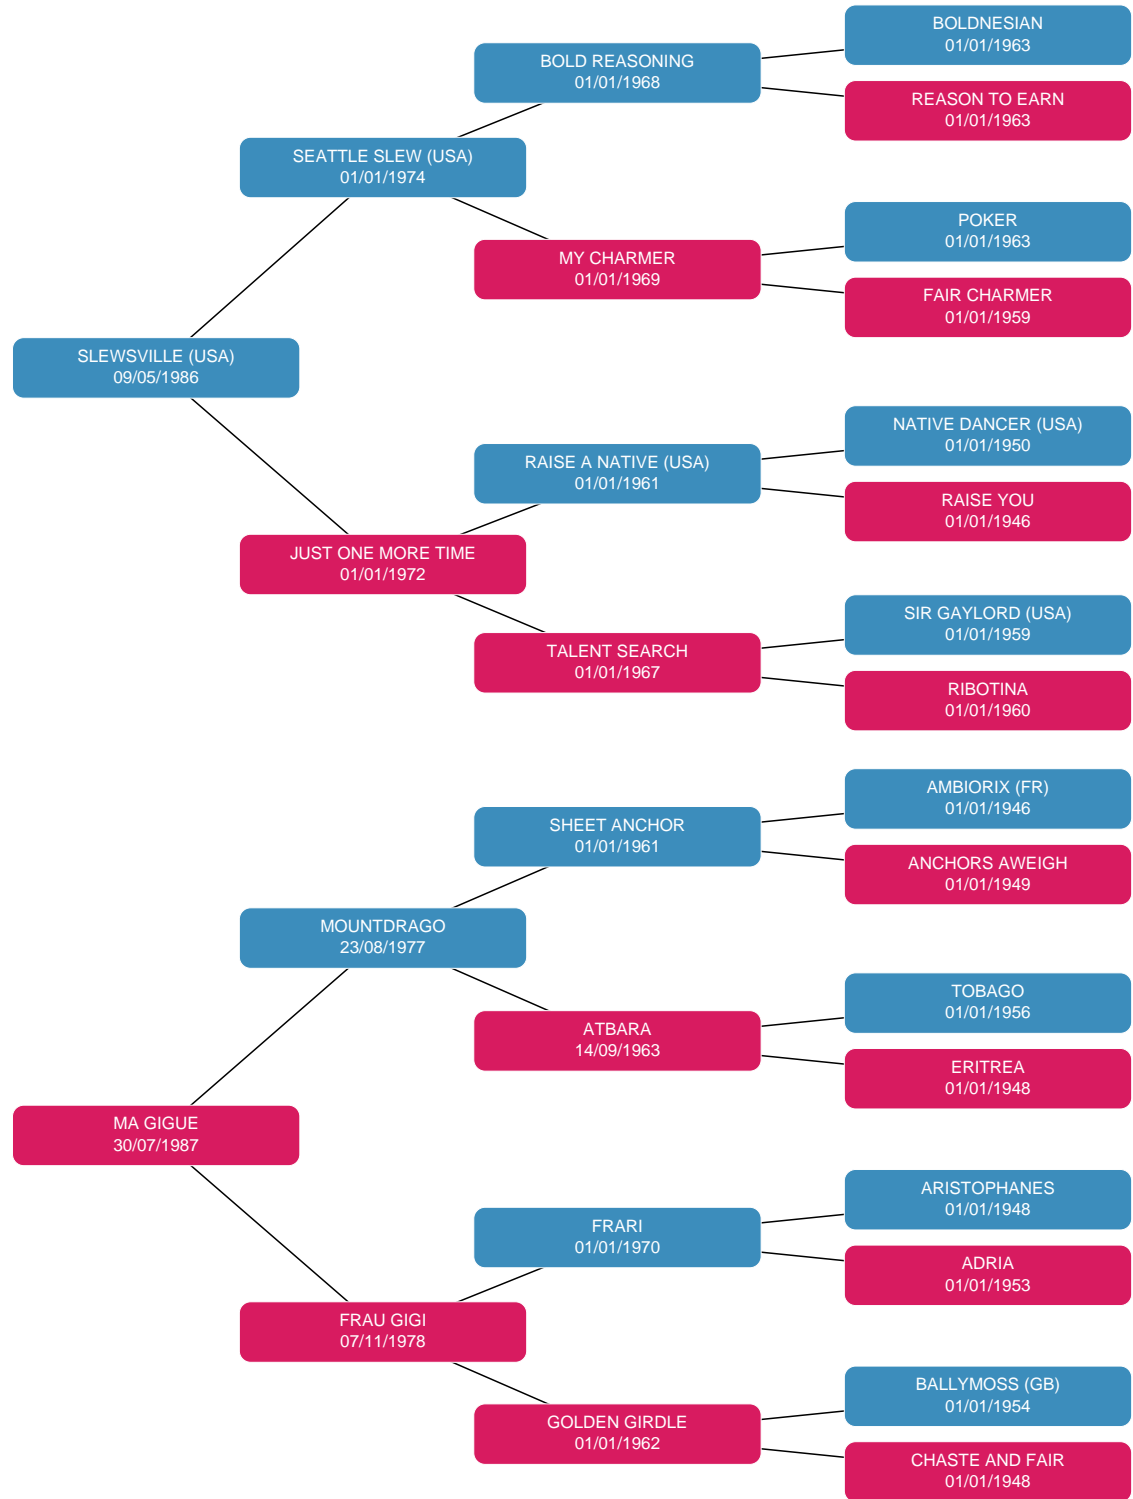 BOLDNESIAN
01/01/1963
BOLD REASONING
01/01/1968
REASON TO EARN
01/01/1963
SEATTLE SLEW (USA)
01/01/1974
POKER
01/01/1963
MY CHARMER
01/01/1969
FAIR CHARMER
01/01/1959
SLEWSVILLE (USA)
09/05/1986
NATIVE DANCER (USA)
01/01/1950
RAISE A NATIVE (USA)
01/01/1961
RAISE YOU
01/01/1946
JUST ONE MORE TIME
01/01/1972
SIR GAYLORD (USA)
01/01/1959
TALENT SEARCH
01/01/1967
RIBOTINA
01/01/1960
AMBIORIX (FR)
01/01/1946
SHEET ANCHOR
01/01/1961
ANCHORS AWEIGH
01/01/1949
MOUNTDRAGO
23/08/1977
TOBAGO
01/01/1956
ATBARA
14/09/1963
ERITREA
01/01/1948
MA GIGUE
30/07/1987
ARISTOPHANES
01/01/1948
FRARI
01/01/1970
ADRIA
01/01/1953
FRAU GIGI
07/11/1978
BALLYMOSS (GB)
01/01/1954
GOLDEN GIRDLE
01/01/1962
CHASTE AND FAIR
01/01/1948